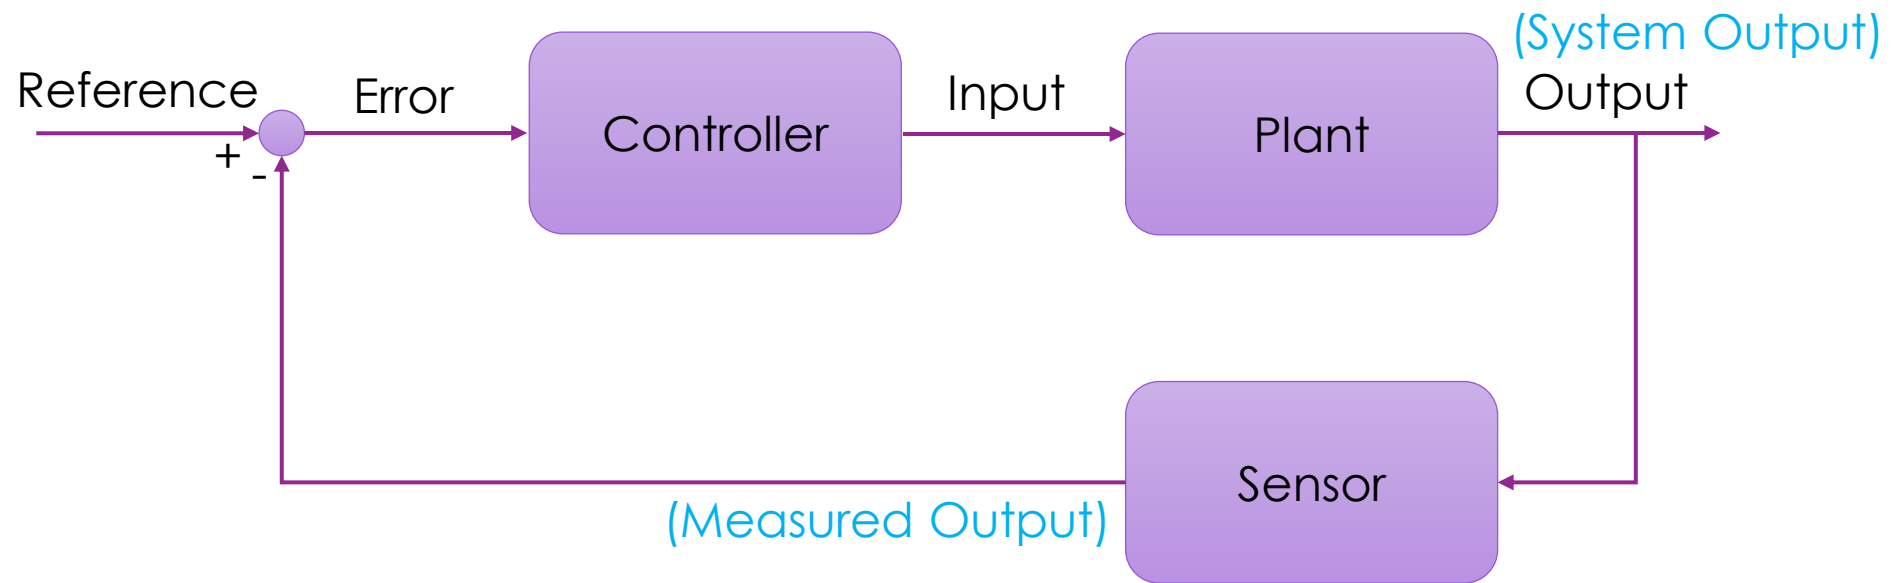 (System Output)
Reference
Error
Controller
Input
Plant
Output
+
-
Sensor
(Measured Output)